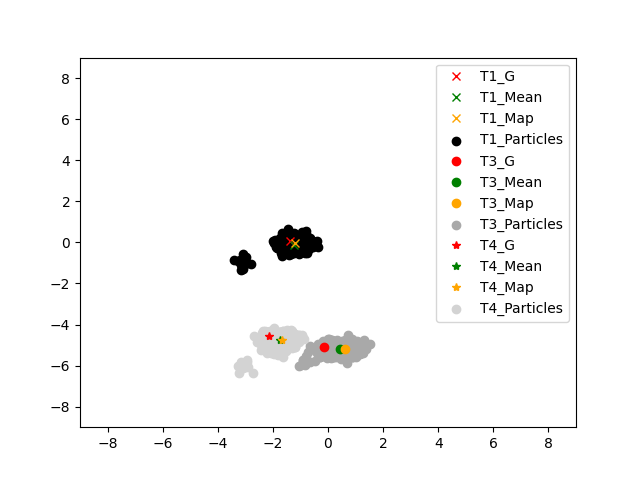 8
6
4
2
0
−2
−4
−6
−8
−8 −6 −4 −2 0 2 4 6 8
T1_G
T1_Mean
T1_Map
T1_Particles
T3_G
T3_Mean
T3_Map
T3_Particles
T4_G
T4_Mean
T4_Map
T4_Particles